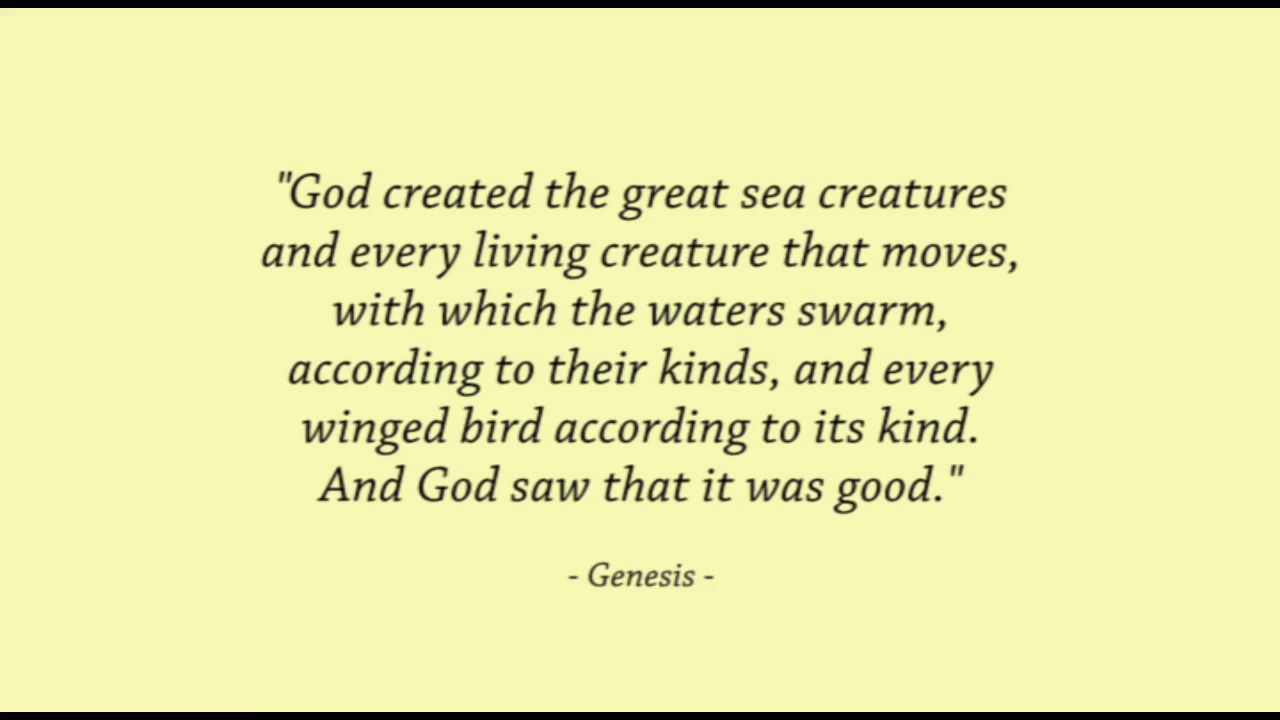 "God created the great sea creatures
and every living creature that moves,
with which the waters swarm,
according to their kinds, and every
winged bird according to its kind.
And God saw that it was good."
- Genesis -